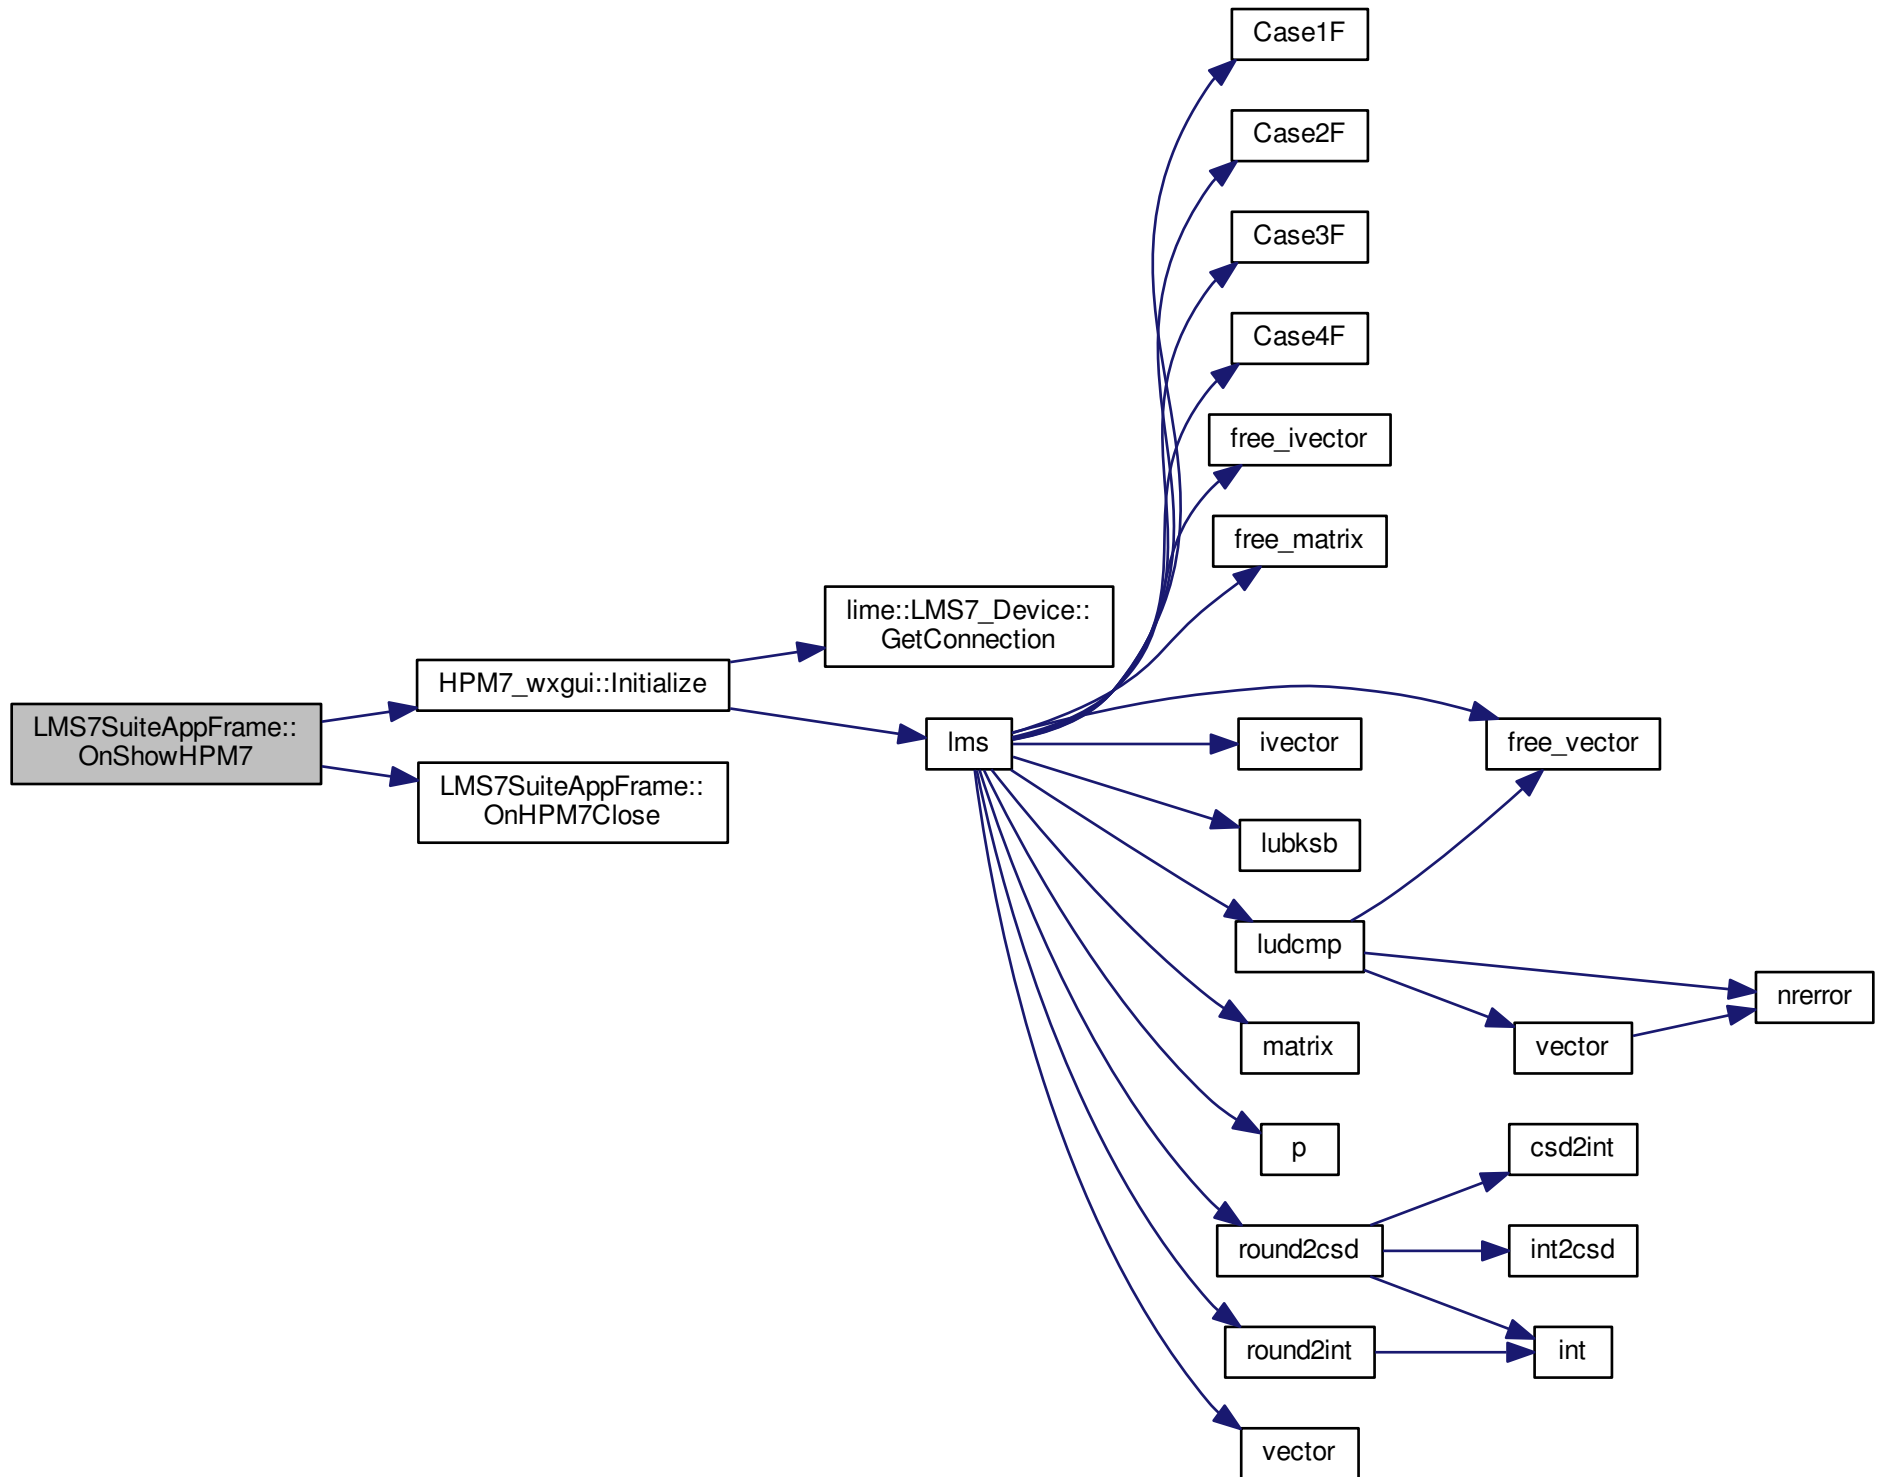 Case1F
Case2F
Case3F
Case4F
free_ivector
free_matrix
lime::LMS7_Device::
GetConnection
HPM7_wxgui::Initialize
LMS7SuiteAppFrame::
OnShowHPM7
lms
ivector
free_vector
LMS7SuiteAppFrame::
OnHPM7Close
lubksb
ludcmp
nrerror
matrix
vector
p
csd2int
round2csd
int2csd
round2int
int
vector